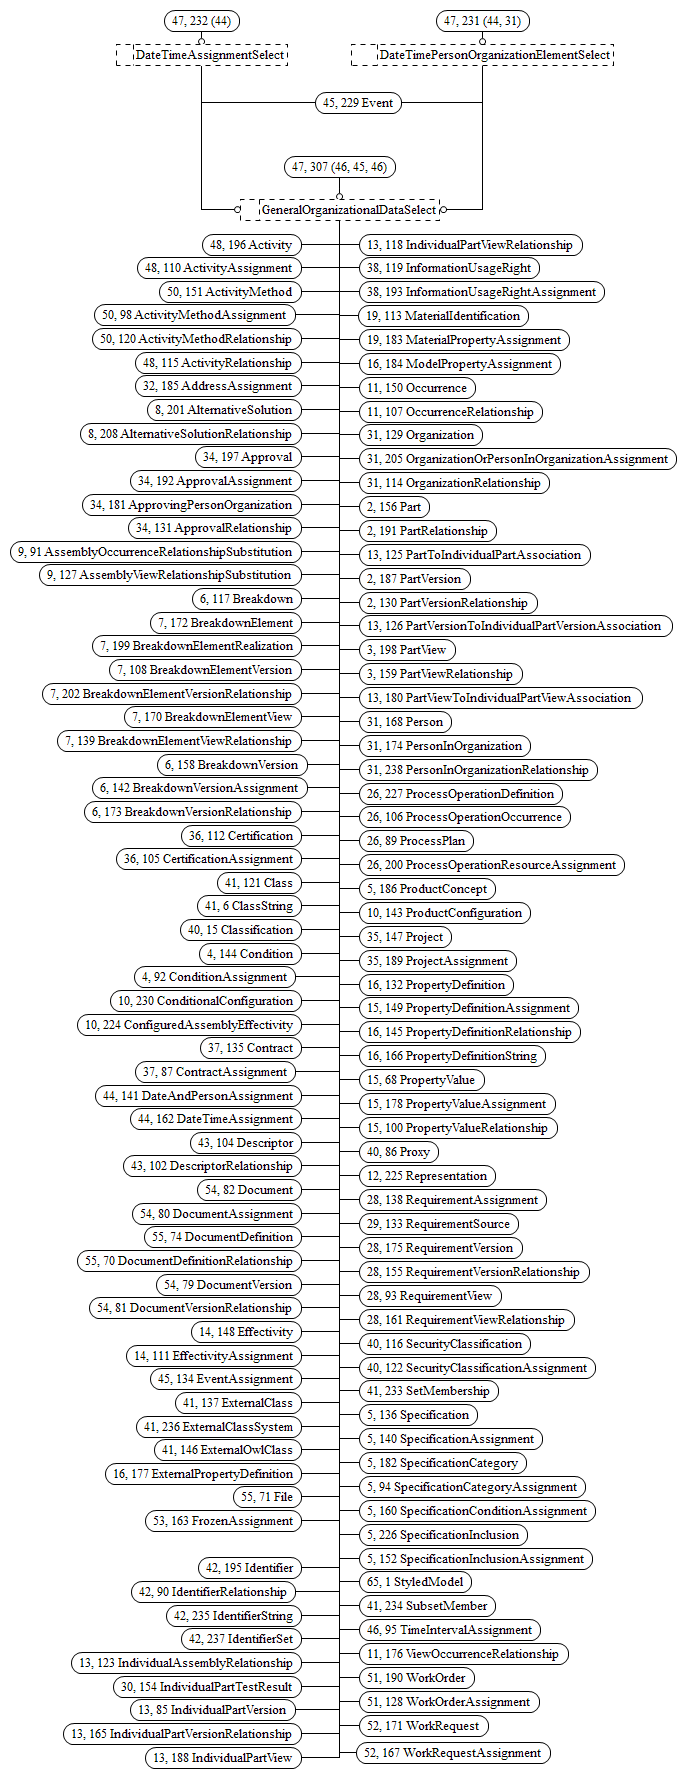 47, 232 (44)
47, 231 (44, 31)
DateTimeAssignmentSelect
DateTimePersonOrganizationElementSelect
45, 229 Event
47, 307 (46, 45, 46)
GeneralOrganizationalDataSelect
48, 196 Activity
48, 110 ActivityAssignment
50, 151 ActivityMethod
50, 98 ActivityMethodAssignment
50, 120 ActivityMethodRelationship
48, 115 ActivityRelationship
32, 185 AddressAssignment
8, 201 AlternativeSolution
8, 208 AlternativeSolutionRelationship
34, 197 Approval
34, 192 ApprovalAssignment
34, 181 ApprovingPersonOrganization
34, 131 ApprovalRelationship
9, 91 AssemblyOccurrenceRelationshipSubstitution
9, 127 AssemblyViewRelationshipSubstitution
6, 117 Breakdown
7, 172 BreakdownElement
7, 199 BreakdownElementRealization
7, 108 BreakdownElementVersion
7, 202 BreakdownElementVersionRelationship
7, 170 BreakdownElementView
7, 139 BreakdownElementViewRelationship
6, 158 BreakdownVersion
6, 142 BreakdownVersionAssignment
6, 173 BreakdownVersionRelationship
36, 112 Certification
36, 105 CertificationAssignment
41, 121 Class
41, 6 ClassString
40, 15 Classification
4, 144 Condition
4, 92 ConditionAssignment
10, 230 ConditionalConfiguration
10, 224 ConfiguredAssemblyEffectivity
37, 135 Contract
37, 87 ContractAssignment
44, 141 DateAndPersonAssignment
44, 162 DateTimeAssignment
43, 104 Descriptor
43, 102 DescriptorRelationship
54, 82 Document
54, 80 DocumentAssignment
55, 74 DocumentDefinition
55, 70 DocumentDefinitionRelationship
54, 79 DocumentVersion
54, 81 DocumentVersionRelationship
14, 148 Effectivity
14, 111 EffectivityAssignment
45, 134 EventAssignment
41, 137 ExternalClass
41, 236 ExternalClassSystem
41, 146 ExternalOwlClass
16, 177 ExternalPropertyDefinition
55, 71 File
53, 163 FrozenAssignment
42, 195 Identifier
42, 90 IdentifierRelationship
42, 235 IdentifierString
42, 237 IdentifierSet
13, 123 IndividualAssemblyRelationship
30, 154 IndividualPartTestResult
13, 85 IndividualPartVersion
13, 165 IndividualPartVersionRelationship
13, 188 IndividualPartView
13, 118 IndividualPartViewRelationship
38, 119 InformationUsageRight
38, 193 InformationUsageRightAssignment
19, 113 MaterialIdentification
19, 183 MaterialPropertyAssignment
16, 184 ModelPropertyAssignment
11, 150 Occurrence
11, 107 OccurrenceRelationship
31, 129 Organization
31, 205 OrganizationOrPersonInOrganizationAssignment
31, 114 OrganizationRelationship
2, 156 Part
2, 191 PartRelationship
13, 125 PartToIndividualPartAssociation
2, 187 PartVersion
2, 130 PartVersionRelationship
13, 126 PartVersionToIndividualPartVersionAssociation
3, 198 PartView
3, 159 PartViewRelationship
13, 180 PartViewToIndividualPartViewAssociation
31, 168 Person
31, 174 PersonInOrganization
31, 238 PersonInOrganizationRelationship
26, 227 ProcessOperationDefinition
26, 106 ProcessOperationOccurrence
26, 89 ProcessPlan
26, 200 ProcessOperationResourceAssignment
5, 186 ProductConcept
10, 143 ProductConfiguration
35, 147 Project
35, 189 ProjectAssignment
16, 132 PropertyDefinition
15, 149 PropertyDefinitionAssignment
16, 145 PropertyDefinitionRelationship
16, 166 PropertyDefinitionString
15, 68 PropertyValue
15, 178 PropertyValueAssignment
15, 100 PropertyValueRelationship
40, 86 Proxy
12, 225 Representation
28, 138 RequirementAssignment
29, 133 RequirementSource
28, 175 RequirementVersion
28, 155 RequirementVersionRelationship
28, 93 RequirementView
28, 161 RequirementViewRelationship
40, 116 SecurityClassification
40, 122 SecurityClassificationAssignment
41, 233 SetMembership
5, 136 Specification
5, 140 SpecificationAssignment
5, 182 SpecificationCategory
5, 94 SpecificationCategoryAssignment
5, 160 SpecificationConditionAssignment
5, 226 SpecificationInclusion
5, 152 SpecificationInclusionAssignment
65, 1 StyledModel
41, 234 SubsetMember
46, 95 TimeIntervalAssignment
11, 176 ViewOccurrenceRelationship
51, 190 WorkOrder
51, 128 WorkOrderAssignment
52, 171 WorkRequest
52, 167 WorkRequestAssignment